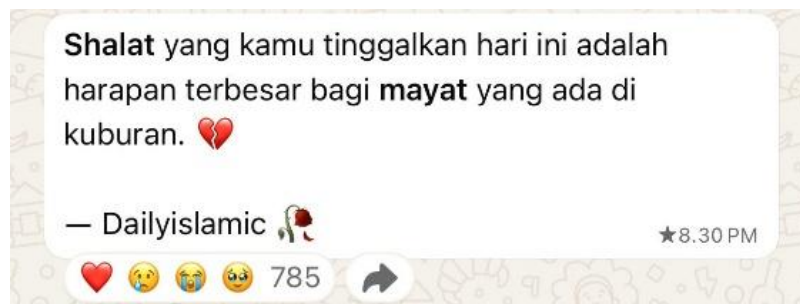 Shalat yang kamu tinggalkan hari ini adalah
harapan terbesar bagi mayat yang ada di
kuburan. 💔
— Dailyislamic 🥀
★8.30 PM
❤️ 😢 😭 🥹 785